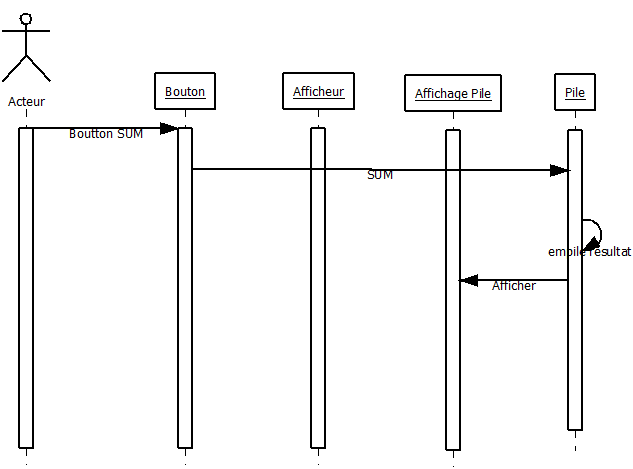 Acteur
Bouton
Afficheur
Affichage Pile
Pile
Boutton SUM
SUM
empile résultat
Afficher